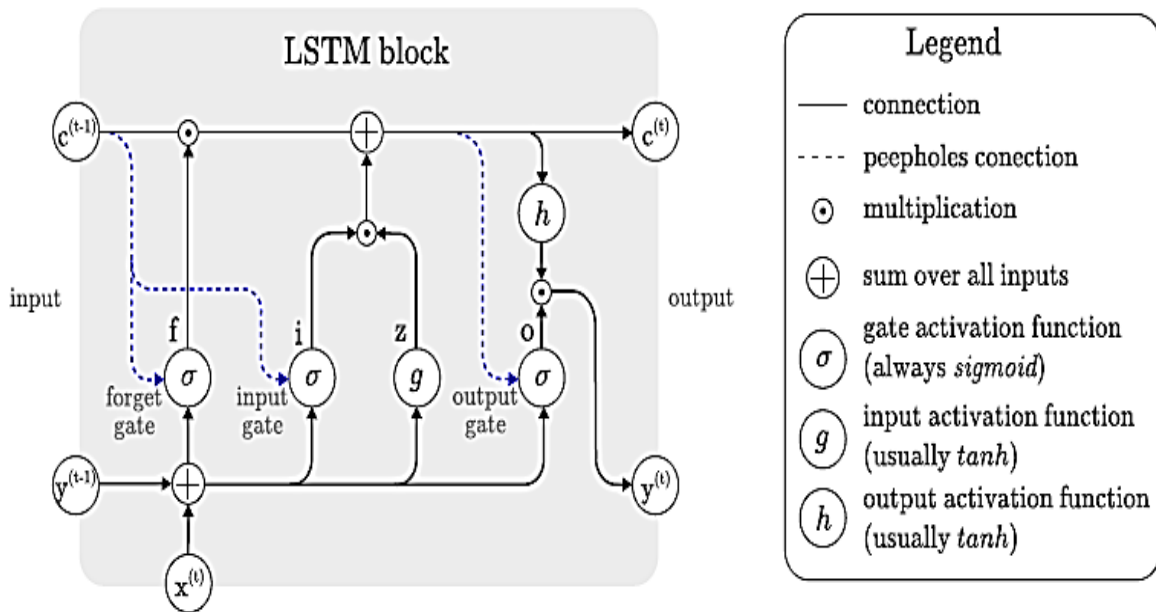 LSTM block
c(t-1)
c(t)
h
input
output
f
i
z
o
σ
σ
g
σ
forget
gate
input
gate
output
gate
y(t-1)
y(t)
x(t)
Legend
connection
peepholes conection
multiplication
sum over all inputs
σ
gate activation function
(always sigmoid)
g
input activation function
(usually tanh)
h
output activation function
(usually tanh)